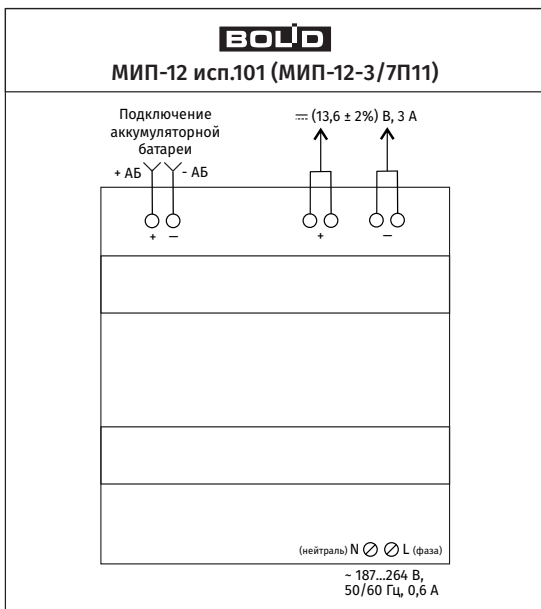 BOLID
МИП-12 исп.101 (МИП-12-3/7П11)
Подключение
аккумуляторной
батареи
+ АБ - АБ
⎓ (13,6 ± 2%) В, 3 А
+ – + –
(нейтраль) N L (фаза)
~ 187...264 В,
50/60 Гц, 0,6 А